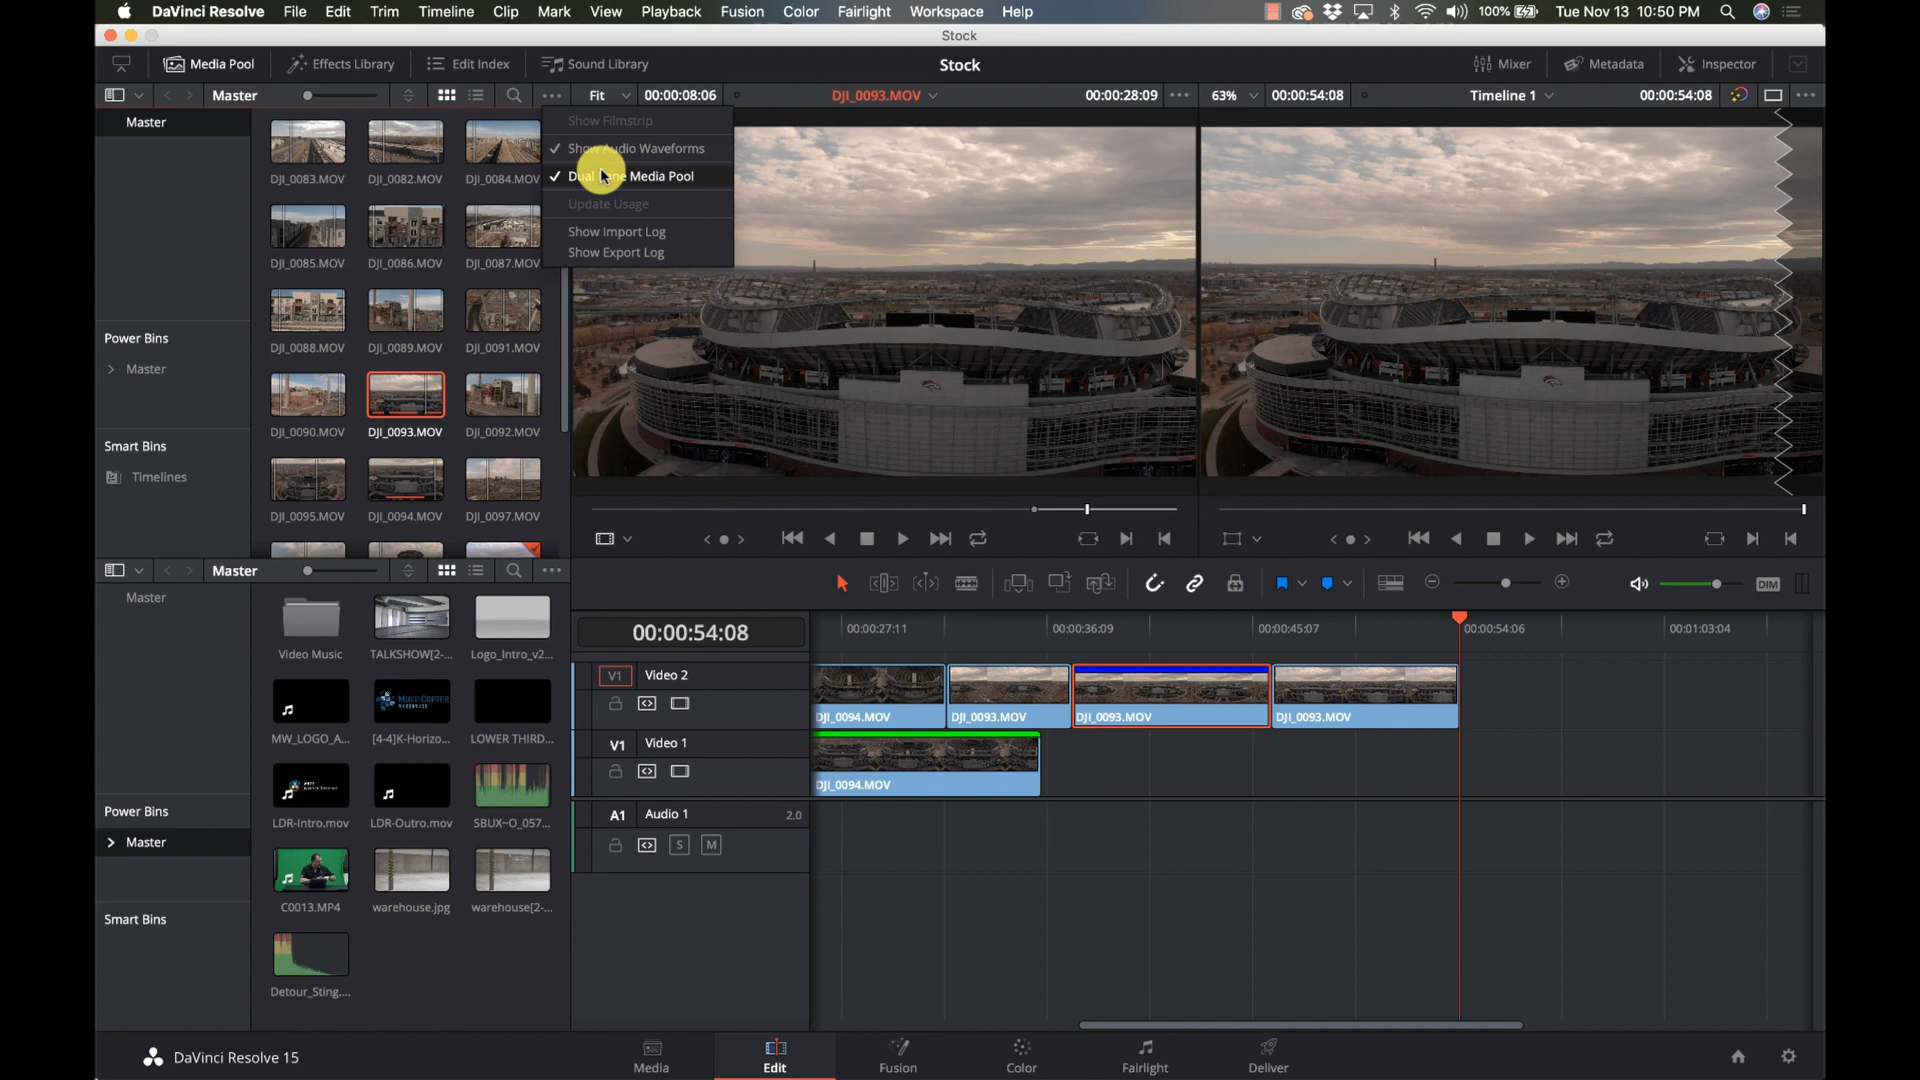 DaVinci Resolve File Edit Trim Timeline Clip Mark View Playback Fusion Color Fairlight Workspace Help 100% Tue Nov 13 10:50 PM
Stock
Media Pool Effects Library Edit Index Sound Library Stock Mixer Metadata Inspector
Master Fit 00:00:08:06 DJI_0093.MOV 00:00:28:09 63% 00:00:54:08 Timeline 1 00:00:54:08
Master
DJI_0083.MOV DJI_0082.MOV DJI_0084.MOV
DJI_0085.MOV DJI_0086.MOV DJI_0087.MOV
DJI_0088.MOV DJI_0089.MOV DJI_0091.MOV
DJI_0090.MOV DJI_0093.MOV DJI_0092.MOV
DJI_0095.MOV DJI_0094.MOV DJI_0097.MOV
Power Bins
Master
Smart Bins
Timelines
Show Filmstrip
Show Audio Waveforms
Dual Media Pool
Update Usage
Show Import Log
Show Export Log
Master
Master
Video Music TALKSHOW[2-... Logo_Intro_v2...
MW_LOGO_A... [4-4]K-Horizo... LOWER THIRD...
LDR-Intro.mov LDR-Outro.mov SBUX~O_057...
C0013.MP4 warehouse.jpg warehouse[2-...
Detour_Sting....
Power Bins
Master
Smart Bins
DIM
00:00:54:08 00:00:27:11 00:00:36:09 00:00:45:07 00:00:54:06 00:01:03:04
V1 Video 2
DJI_0094.MOV DJI_0093.MOV DJI_0093.MOV DJI_0093.MOV
V1 Video 1
DJI_0094.MOV
A1 Audio 1 2.0
S M
DaVinci Resolve 15
Media Edit Fusion Color Fairlight Deliver